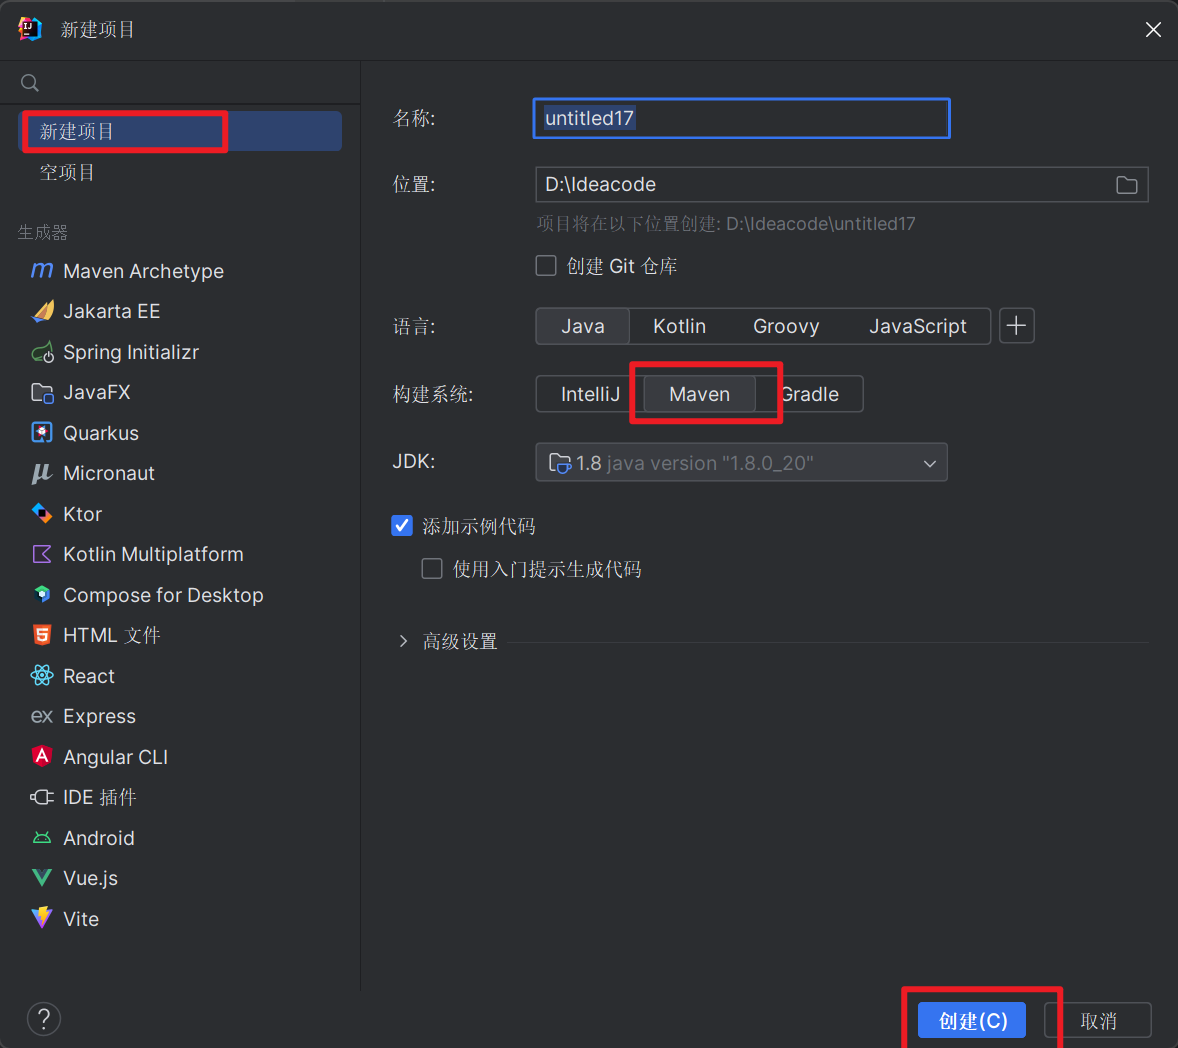 新建项目
新建项目
空项目
生成器
Maven Archetype
Jakarta EE
Spring Initializr
JavaFX
Quarkus
Micronaut
Ktor
Kotlin Multiplatform
Compose for Desktop
HTML 文件
React
Express
Angular CLI
IDE 插件
Android
Vue.js
Vite
名称: untitled17
位置: D:\Ideacode
项目将在以下位置创建: D:\Ideacode\untitled17
创建 Git 仓库
语言: Java Kotlin Groovy JavaScript
构建系统: IntelliJ Maven Gradle
JDK: 1.8 java version "1.8.0_20"
添加示例代码
使用入门提示生成代码
高级设置
? 创建(C) 取消